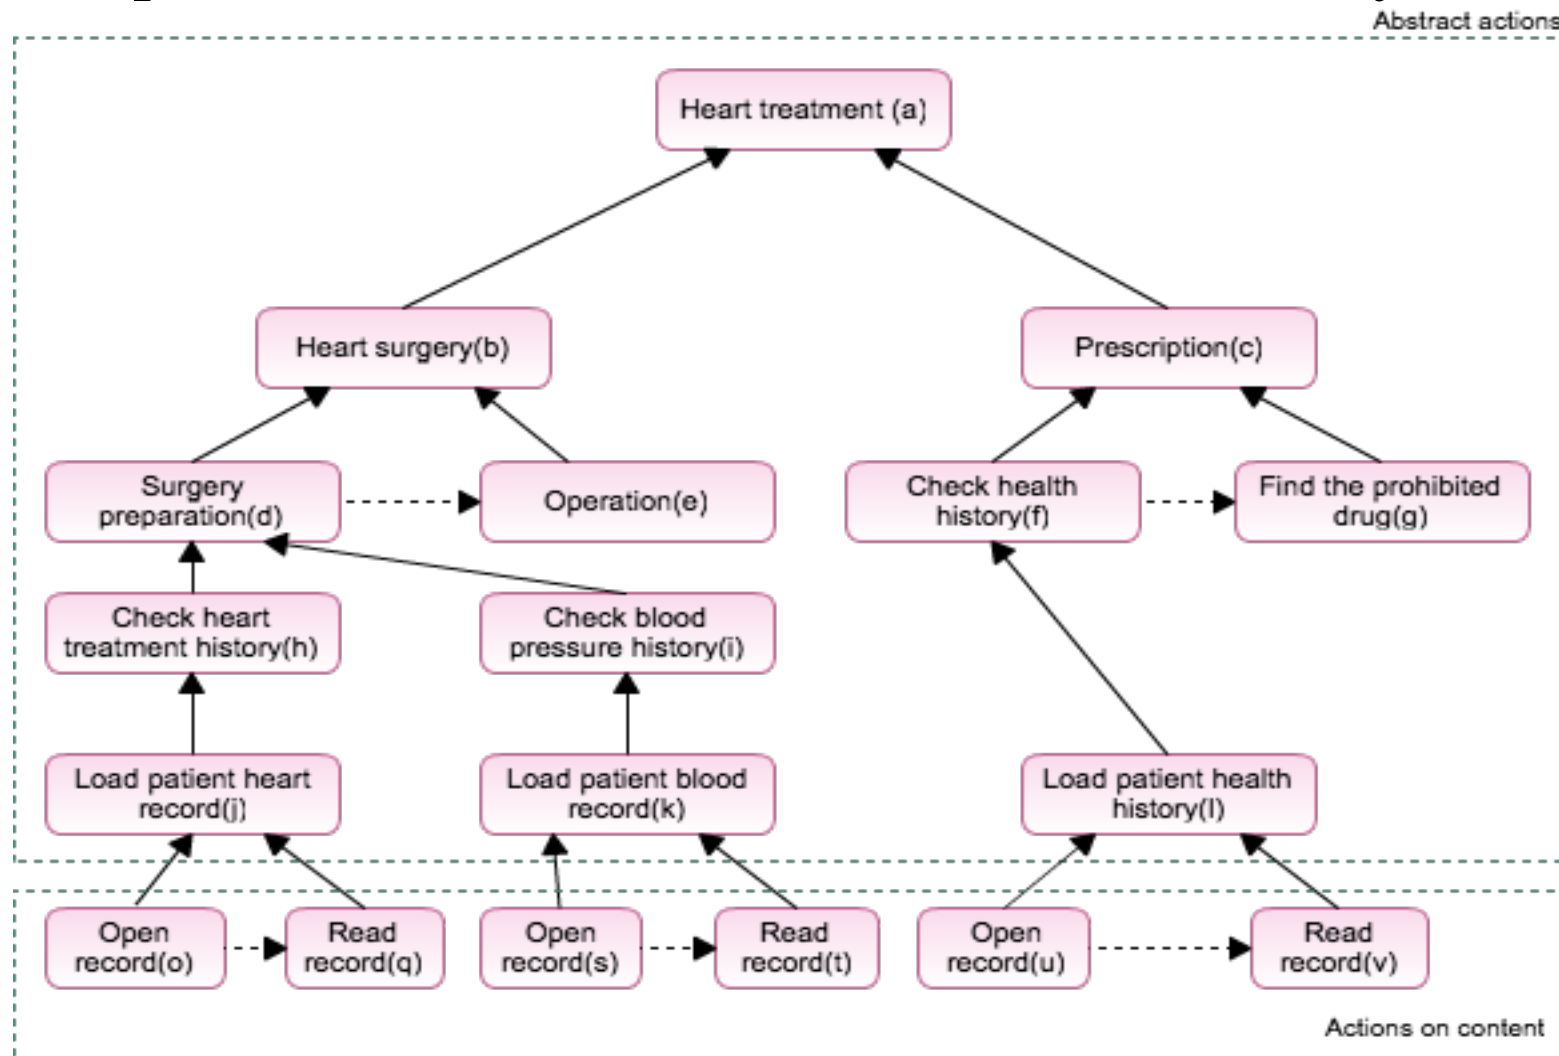 Abstract actions
Heart treatment (a)
Heart surgery(b)
Prescription(c)
Surgery
preparation(d)
Operation(e)
Check health
history(f)
Find the prohibited
drug(g)
Check heart
treatment history(h)
Check blood
pressure history(i)
Load patient heart
record(j)
Load patient blood
record(k)
Load patient health
history(l)
Open
record(o)
Read
record(q)
Open
record(s)
Read
record(t)
Open
record(u)
Read
record(v)
Actions on content